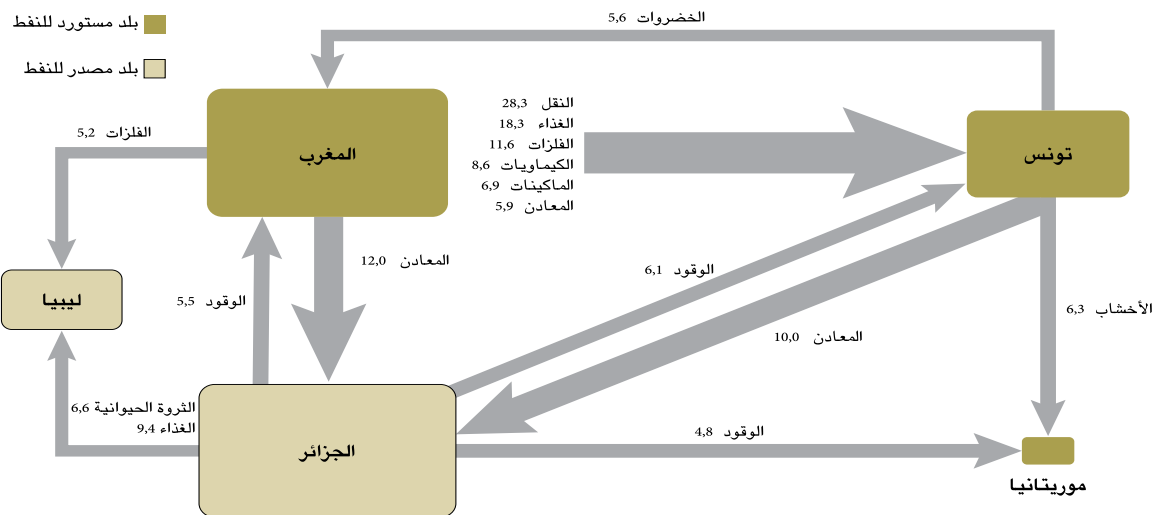 بلد مستورد للنفط
بلد مصدر للنفط
الخضروات 5,6
النقل 28,3
الغذاء 18,3
الفلزات 11,6
الكيماويات 8,6
الماكينات 6,9
المعادن 5,9
الفلزات 5,2
المغرب
تونس
المعادن 12,0
الوقود 6,1
الوقود 5,5
ليبيا
الأخشاب 6,3
المعادن 10,0
الثروة الحيوانية 6,6
الغذاء 9,4
الوقود 4,8
الجزائر
موريتانيا